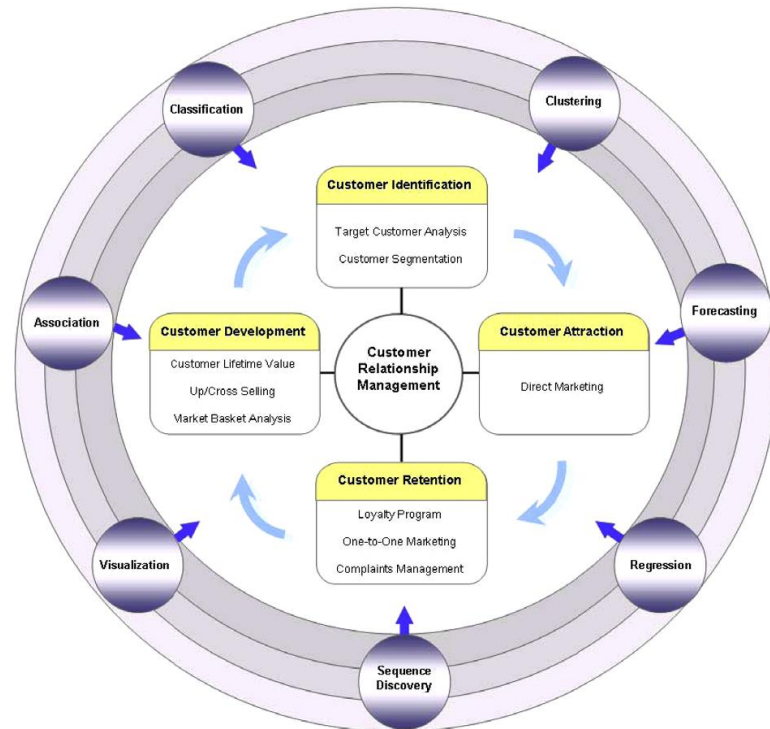 Classification
Clustering
Customer Identification
Target Customer Analysis
Customer Segmentation
Association
Forecasting
Customer Development
Customer Lifetime Value
Up/Cross Selling
Market Basket Analysis
Customer
Relationship
Management
Customer Attraction
Direct Marketing
Customer Retention
Loyalty Program
One-to-One Marketing
Complaints Management
Visualization
Regression
Sequence
Discovery